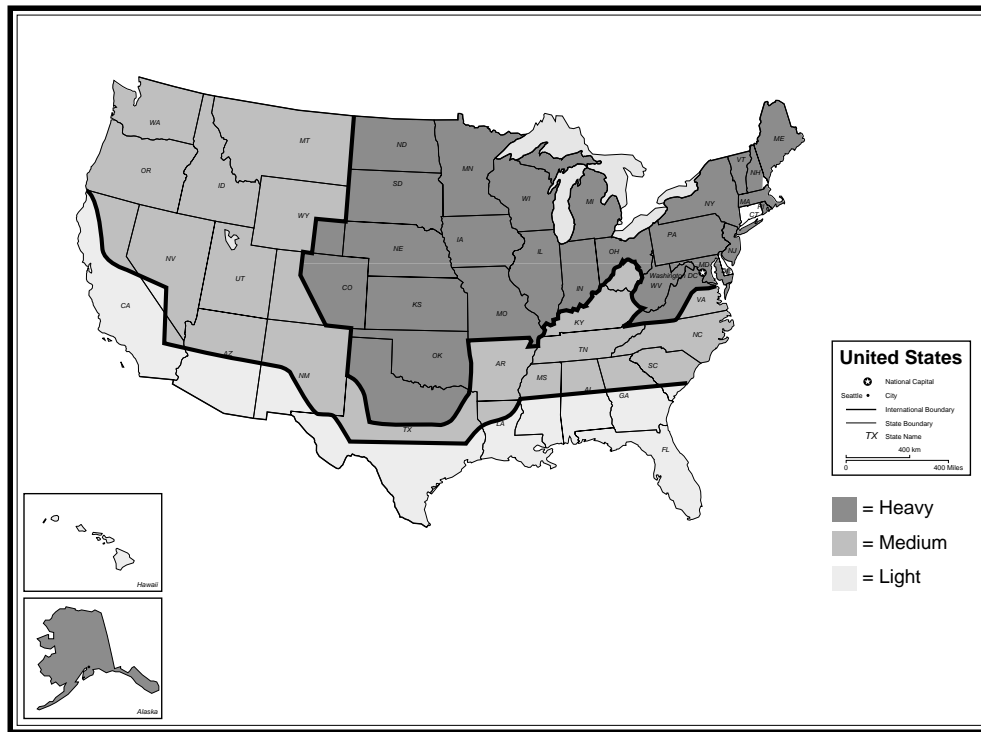 WA
MT
ND
MN
ME
OR
ID
SD
WI
MI
VT
NH
NY
MA
RI
CT
WY
NE
IA
PA
NJ
NV
UT
CO
KS
IL
IN
OH
MD
DE
Washington DC
WV
VA
CA
MO
KY
AZ
NM
OK
AR
TN
NC
SC
MS
AL
GA
TX
LA
FL
United States
National Capital
Seattle • City
International Boundary
State Boundary
TX State Name
400 km
0 400 Miles
= Heavy
= Medium
= Light
Hawaii
Alaska